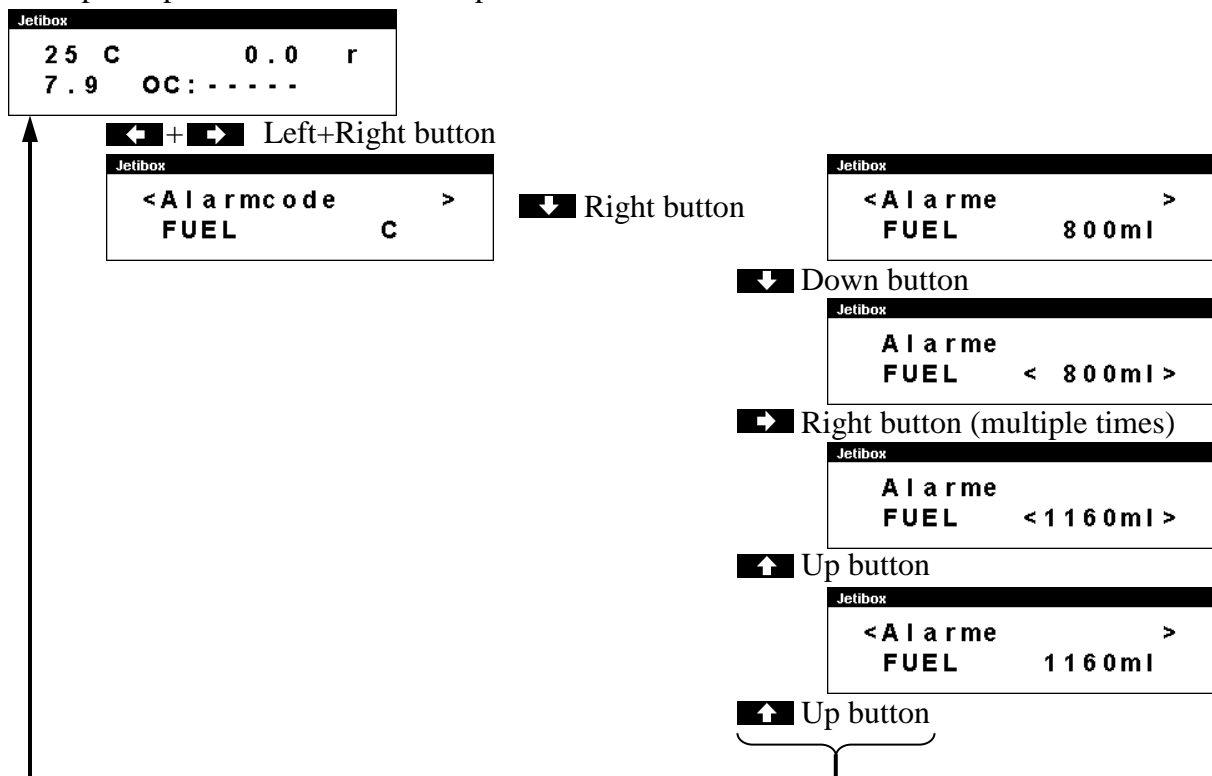 Jetibox
25 C 0.0 r
7.9 OC:-----
+ Left+Right button
Jetibox
<Alarmcode >
FUEL C
Right button
Jetibox
<Alarme >
FUEL 800ml
Down button
Jetibox
Alarme
FUEL < 800ml>
Right button (multiple times)
Jetibox
Alarme
FUEL <1160ml>
Up button
Jetibox
<Alarme >
FUEL 1160ml
Up button